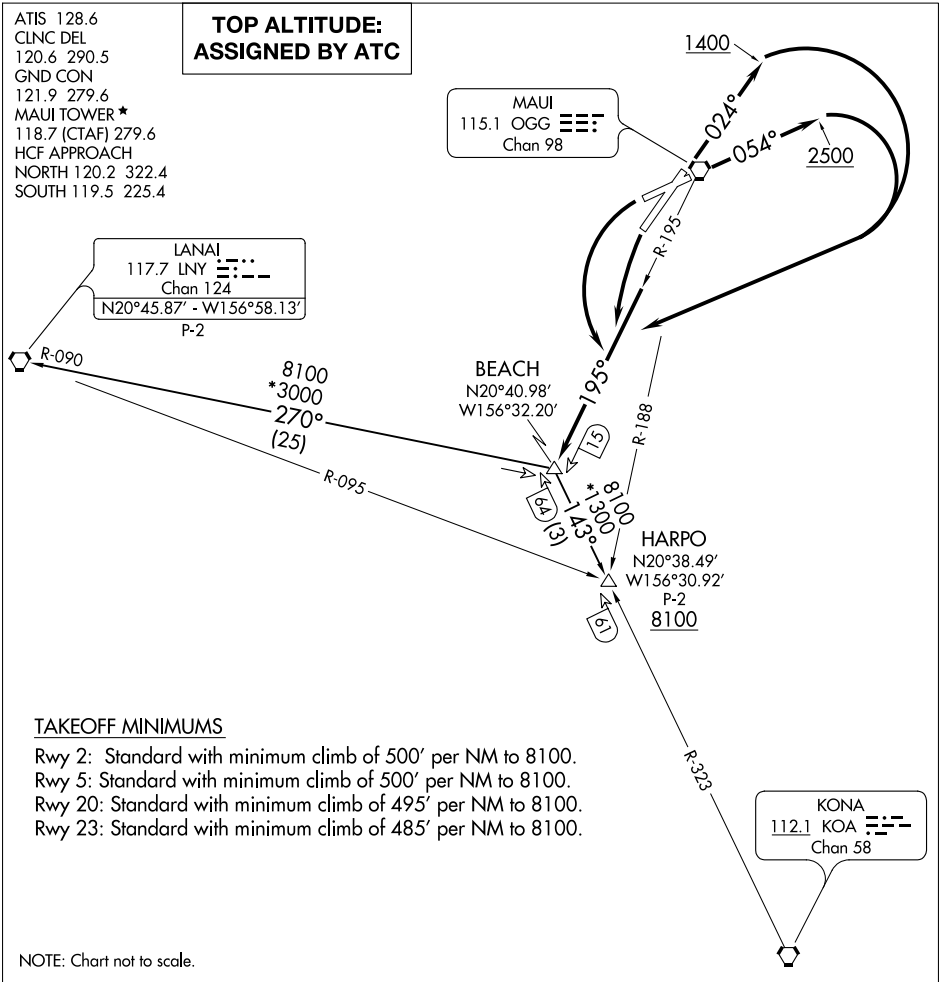 ATIS 128.6
CLNC DEL
120.6 290.5
GND CON
121.9 279.6
MAUI TOWER ★
118.7 (CTAF) 279.6
HCF APPROACH
NORTH 120.2 322.4
SOUTH 119.5 225.4
TOP ALTITUDE:
ASSIGNED BY ATC
1400
MAUI
115.1 OGG
Chan 98
024°
054°
2500
R-195
LANAI
117.7 LNY
Chan 124
N20°45.87' - W156°58.13'
P-2
R-090
8100
*3000
270°
(25)
R-095
BEACH
N20°40.98'
W156°32.20'
195°
R-188
15
64
8100
*1300
143°
(3)
HARPO
N20°38.49'
W156°30.92'
P-2
8100
61
TAKEOFF MINIMUMS
Rwy 2: Standard with minimum climb of 500' per NM to 8100.
Rwy 5: Standard with minimum climb of 500' per NM to 8100.
Rwy 20: Standard with minimum climb of 495' per NM to 8100.
Rwy 23: Standard with minimum climb of 485' per NM to 8100.
R-323
KONA
112.1 KOA
Chan 58
NOTE: Chart not to scale.